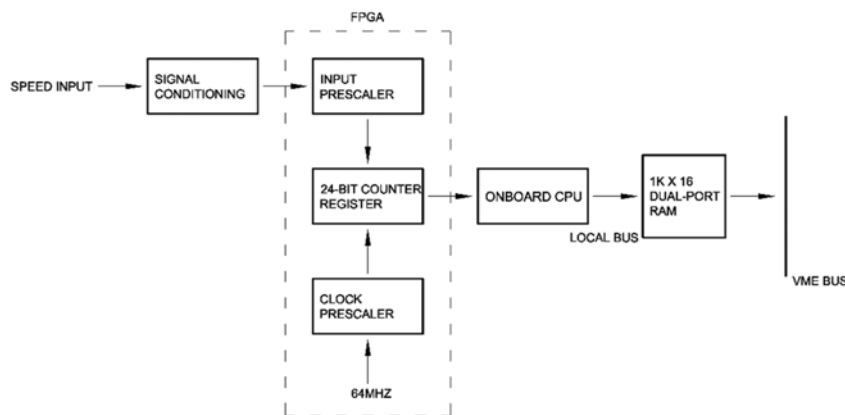 FPGA
SPEED INPUT
SIGNAL
CONDITIONING
INPUT
PRESCALER
24-BIT COUNTER
REGISTER
ONBOARD CPU
1K X 16
DUAL-PORT
RAM
LOCAL BUS
VME BUS
CLOCK
PRESCALER
64MHZ